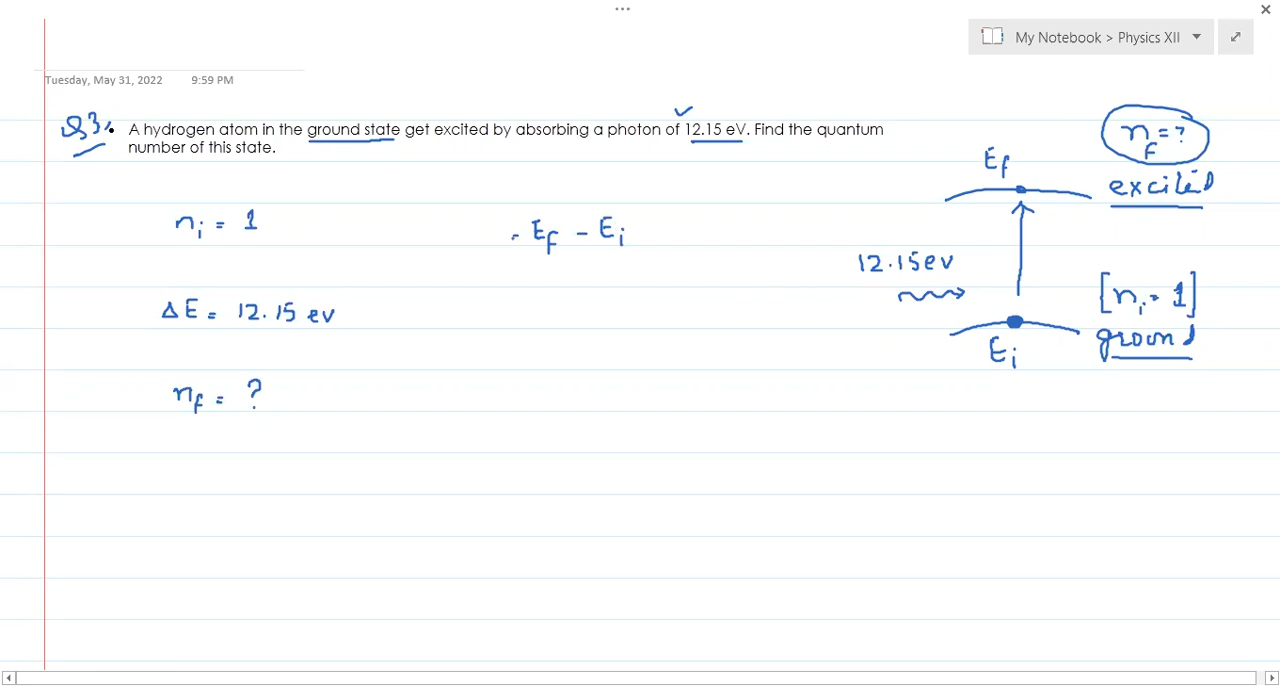 My Notebook > Physics XII
Tuesday, May 31, 2022 9:59 PM
Q3.
• A hydrogen atom in the ground state get excited by absorbing a photon of 12.15 eV. Find the quantum
number of this state.
nF = ?
excited
Ef
ni = 1
- Ef - Ei
12.15 ev
[ni = 1]
ground
Ei
ΔE = 12.15 ev
nf = ?